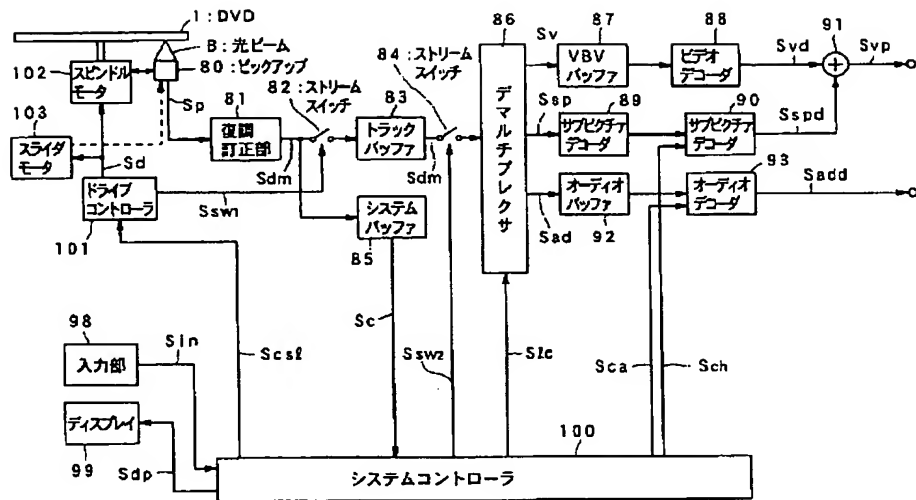 1:DVD
B:光ビーム
80:ピックアップ
102
スピンドル
モータ
103
スライダ
モータ
Sp
81
復調
訂正部
Sdm
82:ストリーム
スイッチ
83
トラック
バッファ
84:ストリーム
スイッチ
Sdm
86
デマルチプレクサ
Sv
87
VBV
バッファ
88
ビデオ
デコーダ
Svd
91
Svp
Ssp
89
サブピクチャ
デコーダ
90
サブピクチャ
デコーダ
Sspd
Sad
オーディオ
バッファ
92
93
オーディオ
デコーダ
Sadd
Sd
ドライブ
コントローラ
101
Ssw1
システム
バッファ
85
Sc
Scsl
Ssw2
Slc
Sca
Sch
98
入力部
Sin
ディスプレイ
99
Sdp
100
システムコントローラ